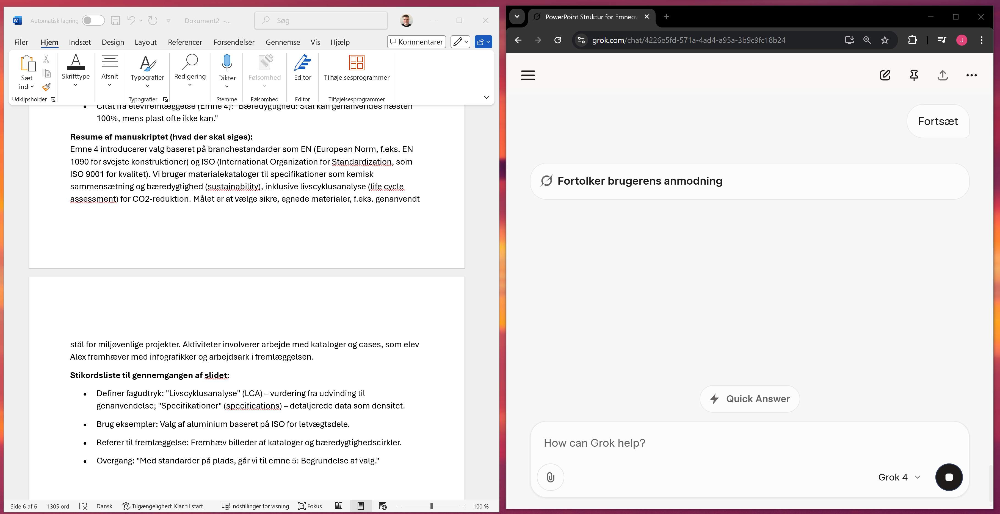 Automatisk lagring
Dokument2 -...
Søg
Filer
Hjem
Indsæt
Design
Layout
Referencer
Forsendelser
Gennemse
Vis
Hjælp
Kommentarer
Sæt
ind
Skrifttype
Afsnit
Typografier
Redigering
Dikter
Følsomhed
Editor
Tilføjelsesprogrammer
Udklipsholder
Typografier
Stemme
Følsomhed
Editor
Tilføjelsesprogrammer
Citat fra elevfremlæggelse (Emne 4): "Bæredygtighed: Stål kan genanvendes næsten
100%, mens plast ofte ikke kan."
Resume af manuskriptet (hvad der skal siges):
Emne 4 introducerer valg baseret på branchestandarder som EN (European Norm, f.eks. EN
1090 for svejste konstruktioner) og ISO (International Organization for Standardization, som
ISO 9001 for kvalitet). Vi bruger materialekataloger til specifikationer som kemisk
sammensætning og bæredygtighed (sustainability), inklusive livscyklusanalyse (life cycle
assessment) for CO2-reduktion. Målet er at vælge sikre, egnede materialer, f.eks. genanvendt
stål for miljøvenlige projekter. Aktiviteter involverer arbejde med kataloger og cases, som elev
Alex fremhæver med infografikker og arbejdsark i fremlæggelsen.
Stikordsliste til gennemgangen af slidet:
• Definer fagudtryk: "Livscyklusanalyse" (LCA) – vurdering fra udvinding til
genanvendelse; "Specifikationer" (specifications) – detaljerede data som densitet.
• Brug eksempler: Valg af aluminium baseret på ISO for letvægtsdele.
• Referer til fremlæggelse: Fremhæv billeder af kataloger og bæredygtighedscirkler.
• Overgang: "Med standarder på plads, går vi til emne 5: Begrundelse af valg."
Side 6 af 6
1305 ord
Dansk
Tilgængelighed: Klar til start
Indstillinger for visning
Fokus
100 %
PowerPoint Struktur for Emneov
grok.com/chat/4226e5fd-571a-4ad4-a95a-3b9c9fc18b24
J
Fortsæt
Fortolker brugerens anmodning
Quick Answer
How can Grok help?
Grok 4